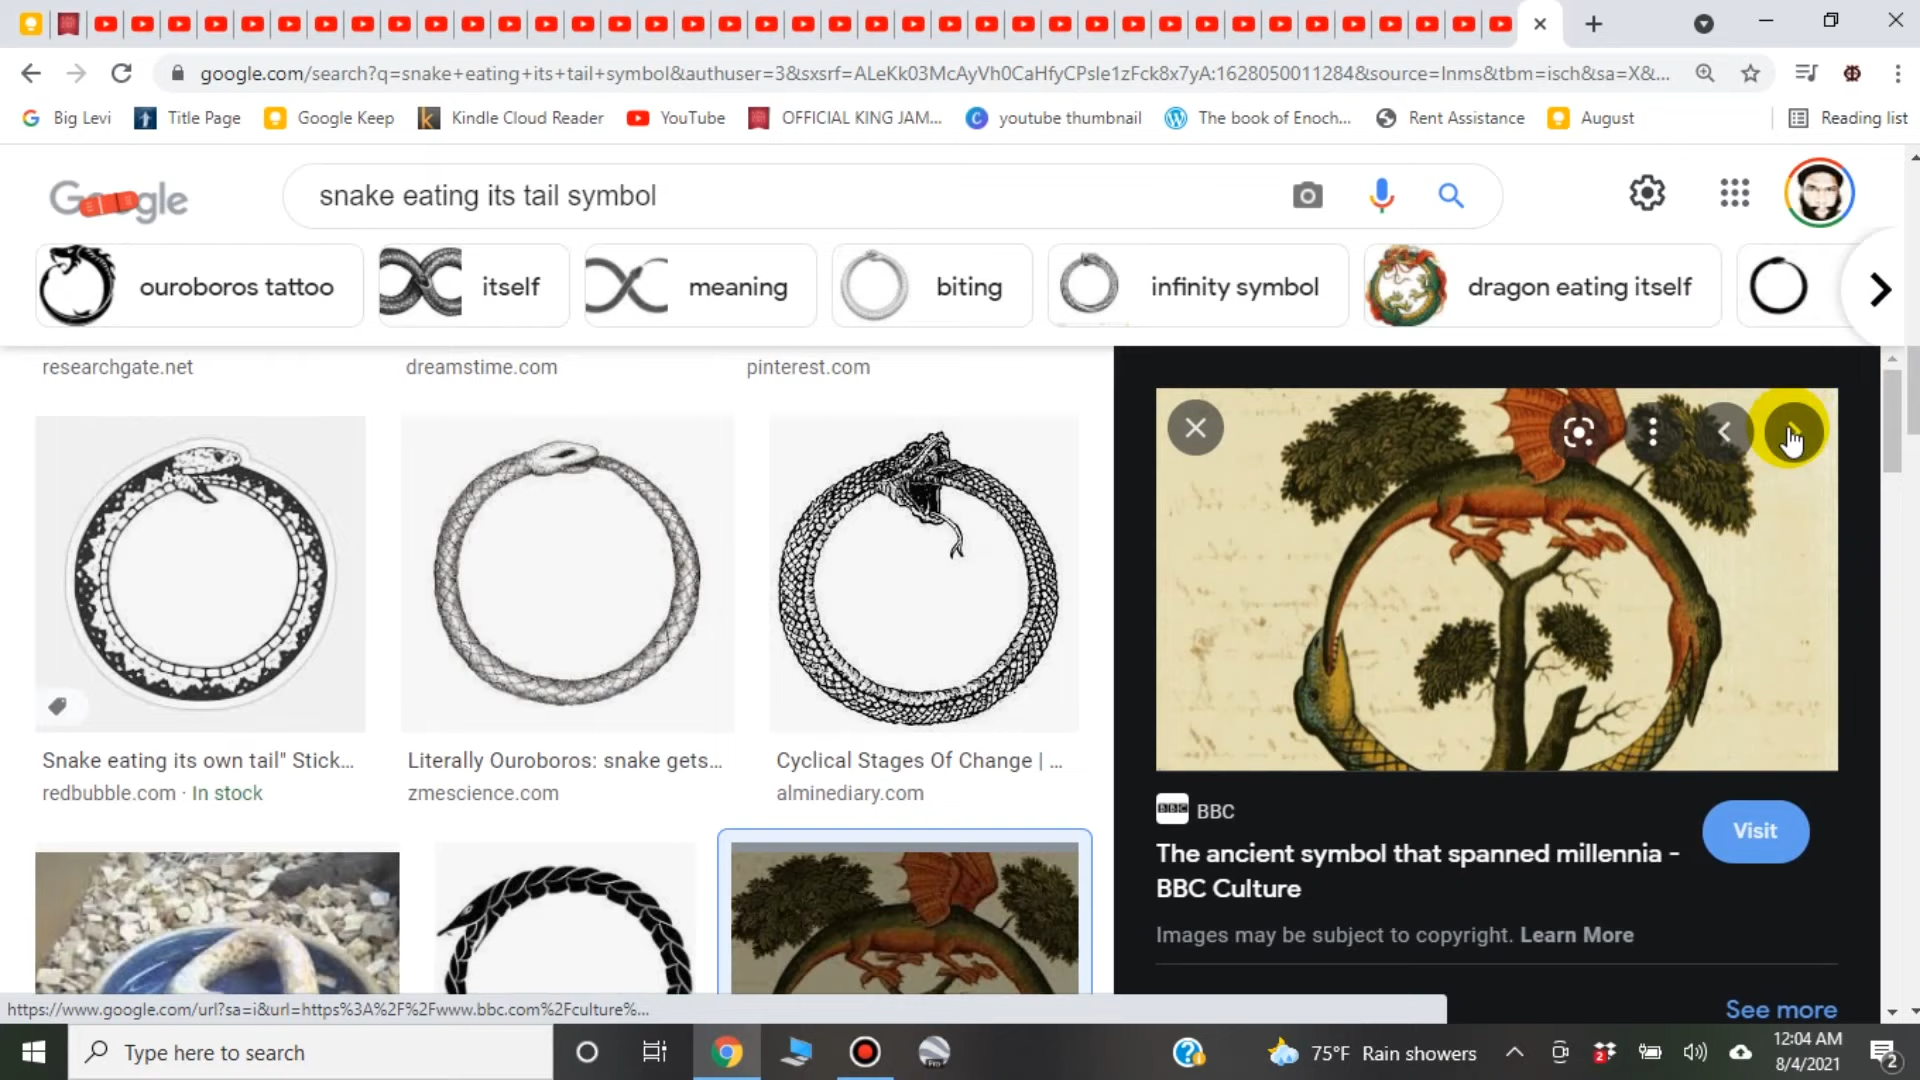 google.com/search?q=snake+eating+its+tail+symbol&authuser=3&sxsrf=ALeKk03McAyVh0CaHfyCPsle1zFck8x7yA:1628050011284&source=lnms&tbm=isch&sa=X&...
Big Levi
Title Page
Google Keep
Kindle Cloud Reader
YouTube
OFFICIAL KING JAM...
youtube thumbnail
The book of Enoch...
Rent Assistance
August
Reading list
Google
snake eating its tail symbol
ouroboros tattoo
itself
meaning
biting
infinity symbol
dragon eating itself
researchgate.net
dreamstime.com
pinterest.com
Snake eating its own tail" Stick...
redbubble.com · In stock
Literally Ouroboros: snake gets...
zmescience.com
Cyclical Stages Of Change | ...
alminediary.com
BBC BBC
Visit
The ancient symbol that spanned millennia -
BBC Culture
Images may be subject to copyright. Learn More
See more
https://www.google.com/url?sa=i&url=https%3A%2F%2Fwww.bbc.com%2Fculture%...
Type here to search
75°F Rain showers
2
12:04 AM
8/4/2021
2